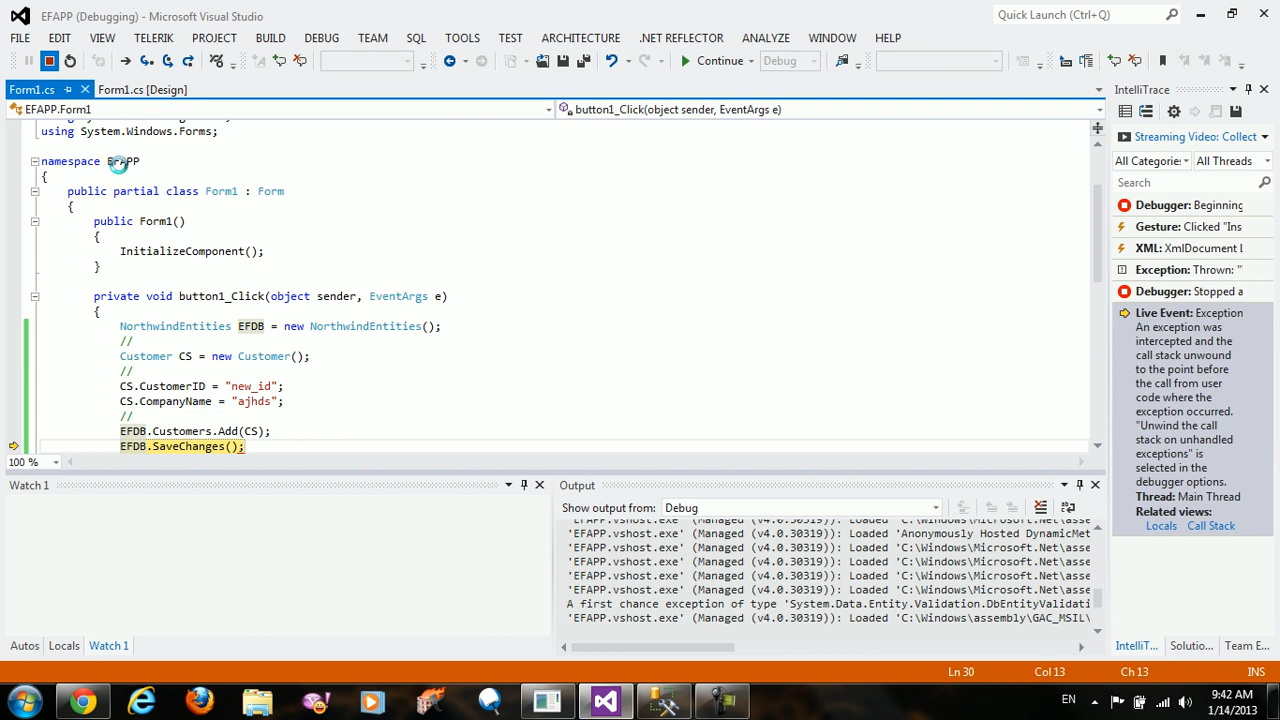 EFAPP (Debugging) - Microsoft Visual Studio
Quick Launch (Ctrl+Q)
FILE EDIT VIEW TELERIK PROJECT BUILD DEBUG TEAM SQL TOOLS TEST ARCHITECTURE .NET REFLECTOR ANALYZE WINDOW HELP
Continue Debug
Form1.cs Form1.cs [Design]
EFAPP.Form1 button1_Click(object sender, EventArgs e)
using System.Windows.Forms;
namespace EFAPP
{
public partial class Form1 : Form
{
public Form1()
{
InitializeComponent();
}
private void button1_Click(object sender, EventArgs e)
{
NorthwindEntities EFDB = new NorthwindEntities();
//
Customer CS = new Customer();
//
CS.CustomerID = "new_id";
CS.CompanyName = "ajhds";
//
EFDB.Customers.Add(CS);
EFDB.SaveChanges();
100 %
IntelliTrace
Streaming Video: Collect
All Categorie All Threads
Search
Debugger: Beginning
Gesture: Clicked "Ins
XML: XmlDocument L
Exception: Thrown: "
Debugger: Stopped a
Live Event: Exception
An exception was
intercepted and the
call stack unwound
to the point before
the call from user
code where the
exception occurred.
"Unwind the call
stack on unhandled
exceptions" is
selected in the
debugger options.
Thread: Main Thread
Related views:
Locals Call Stack
Watch 1
Output
Show output from: Debug
'EFAPP.vshost.exe' (Managed (v4.0.30319)): Loaded 'C:\Windows\Microsoft.Net\asse
'EFAPP.vshost.exe' (Managed (v4.0.30319)): Loaded 'Anonymously Hosted DynamicMet
'EFAPP.vshost.exe' (Managed (v4.0.30319)): Loaded 'C:\Windows\Microsoft.Net\asse
'EFAPP.vshost.exe' (Managed (v4.0.30319)): Loaded 'C:\Windows\Microsoft.Net\asse
'EFAPP.vshost.exe' (Managed (v4.0.30319)): Loaded 'C:\Windows\Microsoft.Net\asse
'EFAPP.vshost.exe' (Managed (v4.0.30319)): Loaded 'C:\Windows\Microsoft.Net\asse
A first chance exception of type 'System.Data.Entity.Validation.DbEntityValidati
'EFAPP.vshost.exe' (Managed (v4.0.30319)): Loaded 'C:\Windows\assembly\GAC_MSIL\
Autos Locals Watch 1
IntelliT... Solutio... Team E...
Ln 30 Col 13 Ch 13 INS
EN
9:42 AM
1/14/2013